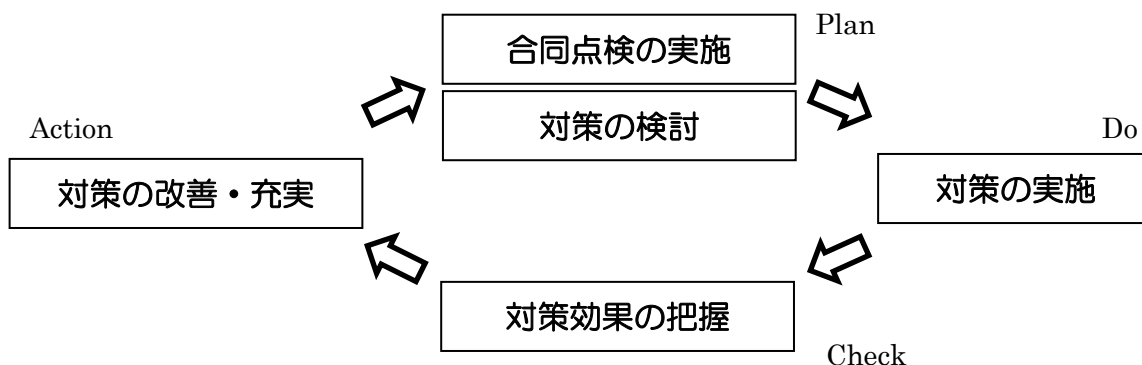 合同点検の実施
Plan
対策の検討
Action
Do
対策の改善・充実
対策の実施
対策効果の把握
Check